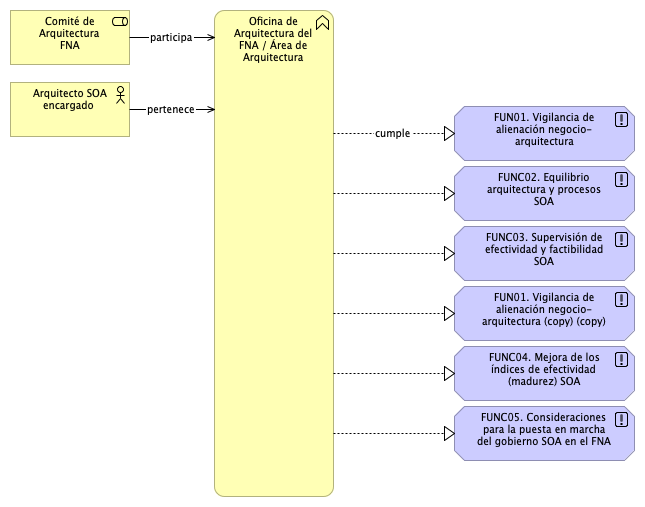 Comité de
Arquitectura
FNA
participa
Oficina de
Arquitectura del
FNA / Área de
Arquitectura
Arquitecto SOA
encargado
pertenece
cumple
FUN01. Vigilancia de
alienación negocio-
arquitectura
FUNC02. Equilibrio
arquitectura y procesos
SOA
FUNC03. Supervisión de
efectividad y factibilidad
SOA
FUN01. Vigilancia de
alienación negocio-
arquitectura (copy) (copy)
FUNC04. Mejora de los
índices de efectividad
(madurez) SOA
FUNC05. Consideraciones
para la puesta en marcha
del gobierno SOA en el FNA